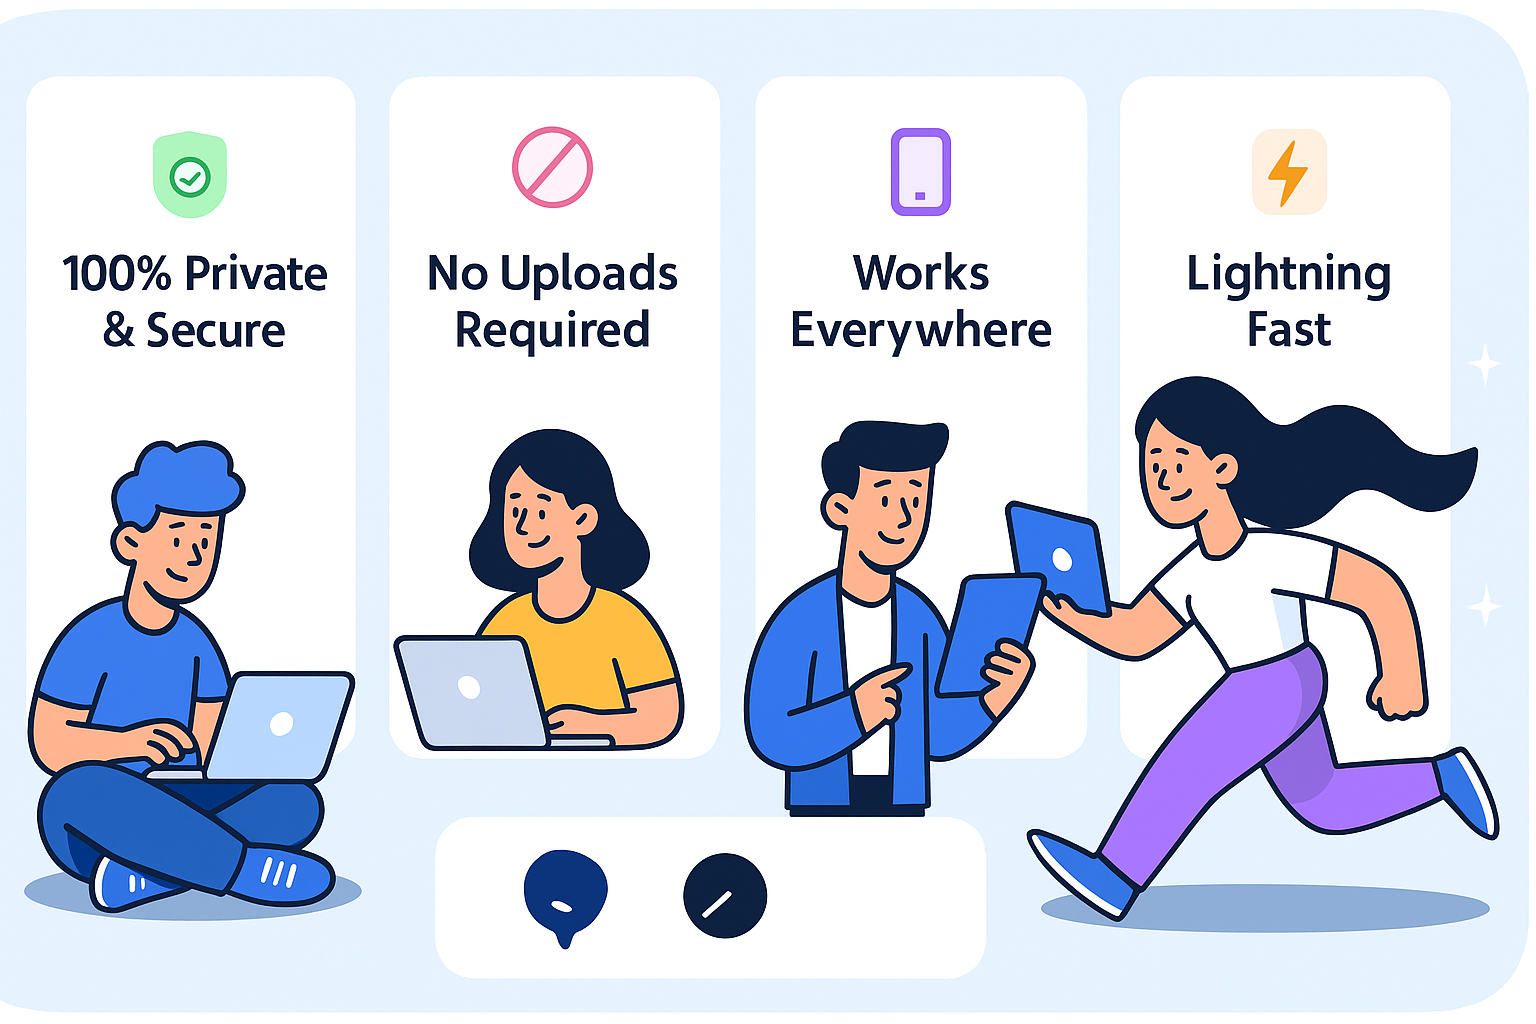 100% Private
& Secure
No Uploads
Required
Works
Everywhere
Lightning
Fast